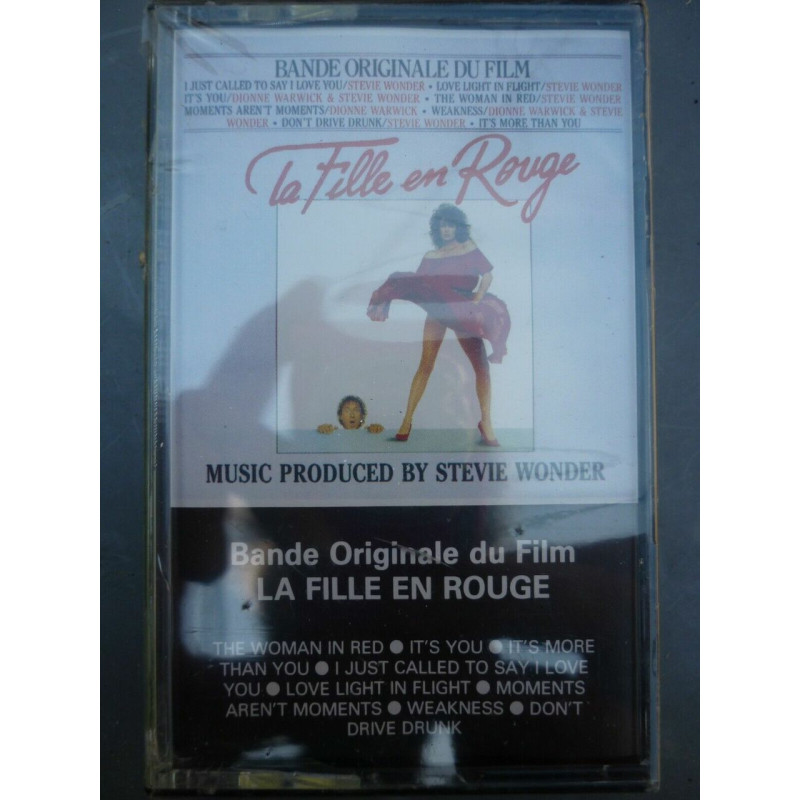 BANDE ORIGINALE DU FILM
I JUST CALLED TO SAY I LOVE YOU/STEVIE WONDER • LOVE LIGHT IN FLIGHT/STEVIE WONDER
IT'S YOU/DIONNE WARWICK & STEVIE WONDER • THE WOMAN IN RED/STEVIE WONDER
MOMENTS AREN'T MOMENTS/DIONNE WARWICK • WEAKNESS/DIONNE WARWICK & STEVIE
WONDER • DON'T DRIVE DRUNK/STEVIE WONDER • IT'S MORE THAN YOU
La Fille en Rouge
MUSIC PRODUCED BY STEVIE WONDER
Bande Originale du Film
LA FILLE EN ROUGE
THE WOMAN IN RED ● IT'S YOU ● IT'S MORE
THAN YOU ● I JUST CALLED TO SAY I LOVE
YOU ● LOVE LIGHT IN FLIGHT ● MOMENTS
AREN'T MOMENTS ● WEAKNESS ● DON'T
DRIVE DRUNK